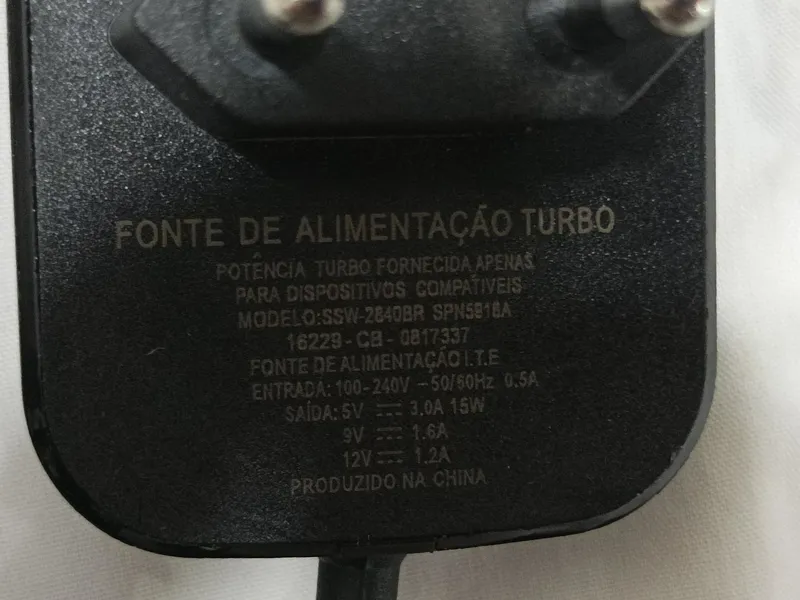 FONTE DE ALIMENTAÇÃO TURBO
POTÊNCIA TURBO FORNECIDA APENAS
PARA DISPOSITIVOS COMPATÍVEIS
MODELO:SSW-2840BR SPN5918A
16229-CB-0817337
FONTE DE ALIMENTAÇÃO I.T.E
ENTRADA: 100-240V ~50/60Hz 0.5A
SAÍDA: 5V ⎓ 3.0A 15W
9V ⎓ 1.6A
12V ⎓ 1.2A
PRODUZIDO NA CHINA